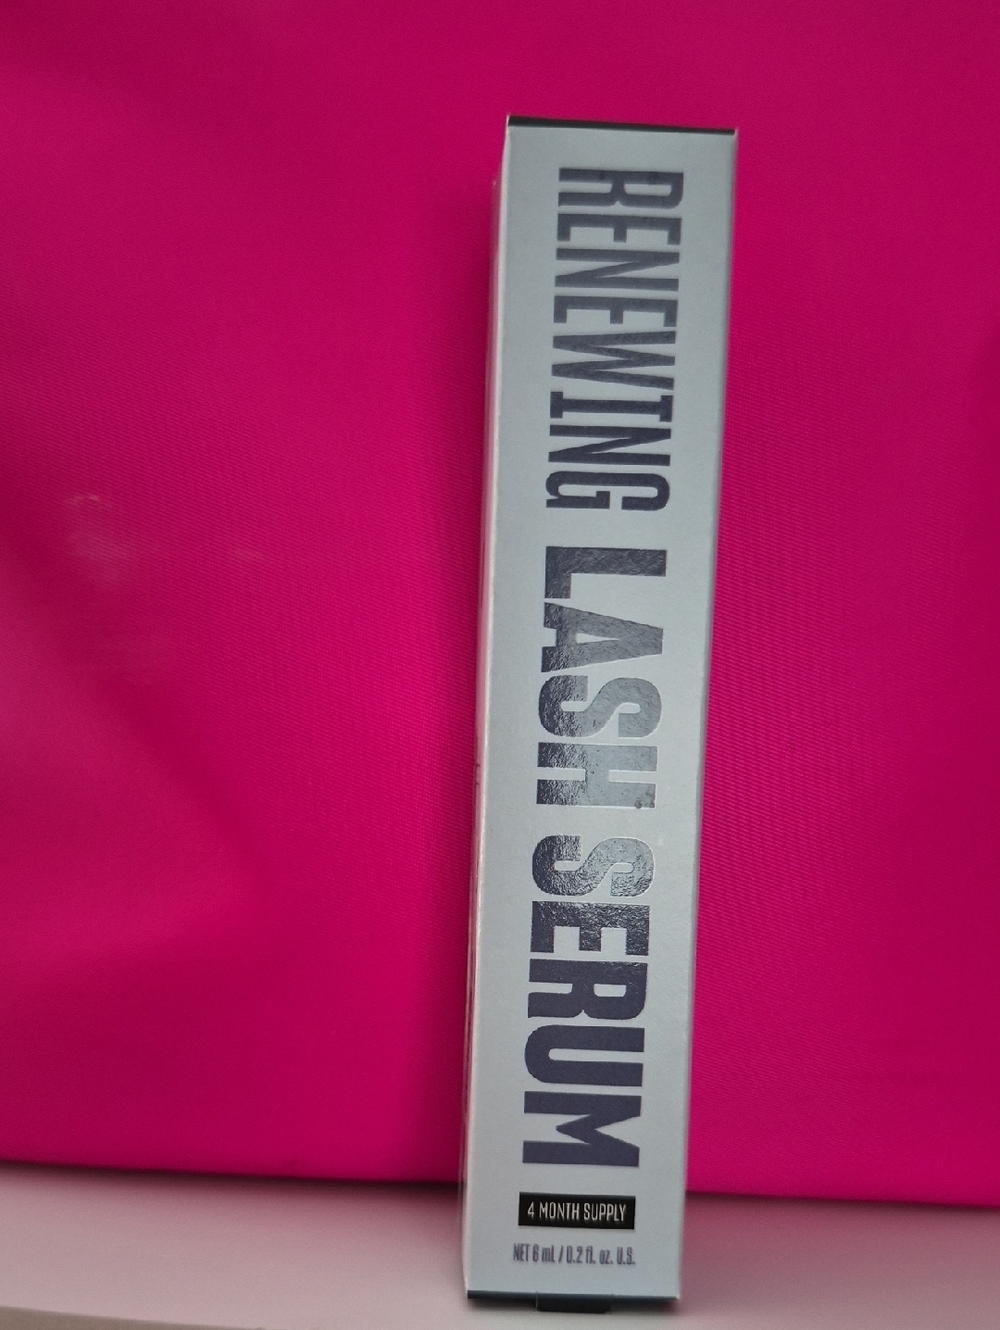 RENEWING LASH SERUM
4 MONTH SUPPLY
NET 6 mL / 0.2 fl. oz. U.S.